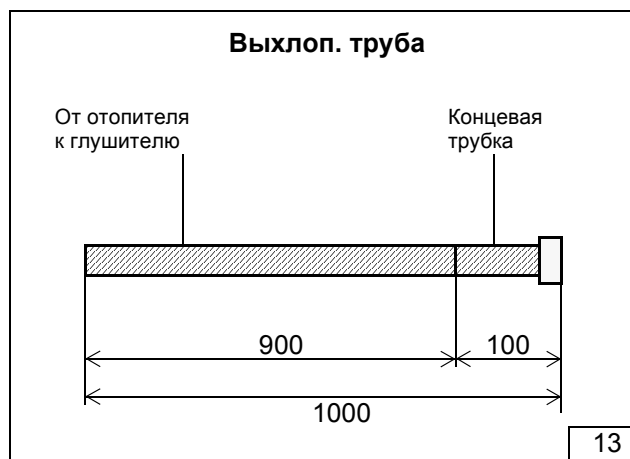 Выхлоп. труба
От отопителя
к глушителю
Концевая
трубка
900
100
1000
13